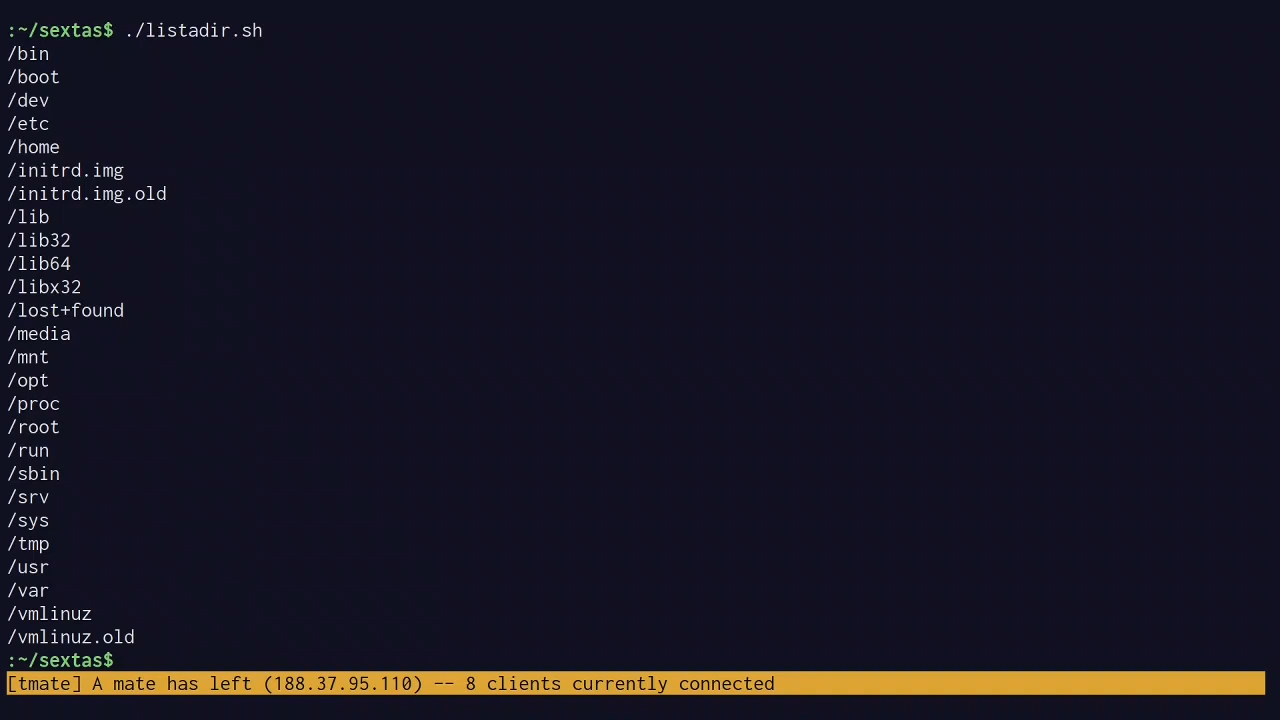 :~/sextas$ ./listadir.sh
/bin
/boot
/dev
/etc
/home
/initrd.img
/initrd.img.old
/lib
/lib32
/lib64
/libx32
/lost+found
/media
/mnt
/opt
/proc
/root
/run
/sbin
/srv
/sys
/tmp
/usr
/var
/vmlinuz
/vmlinuz.old
:~/sextas$
[tmate] A mate has left (188.37.95.110) -- 8 clients currently connected